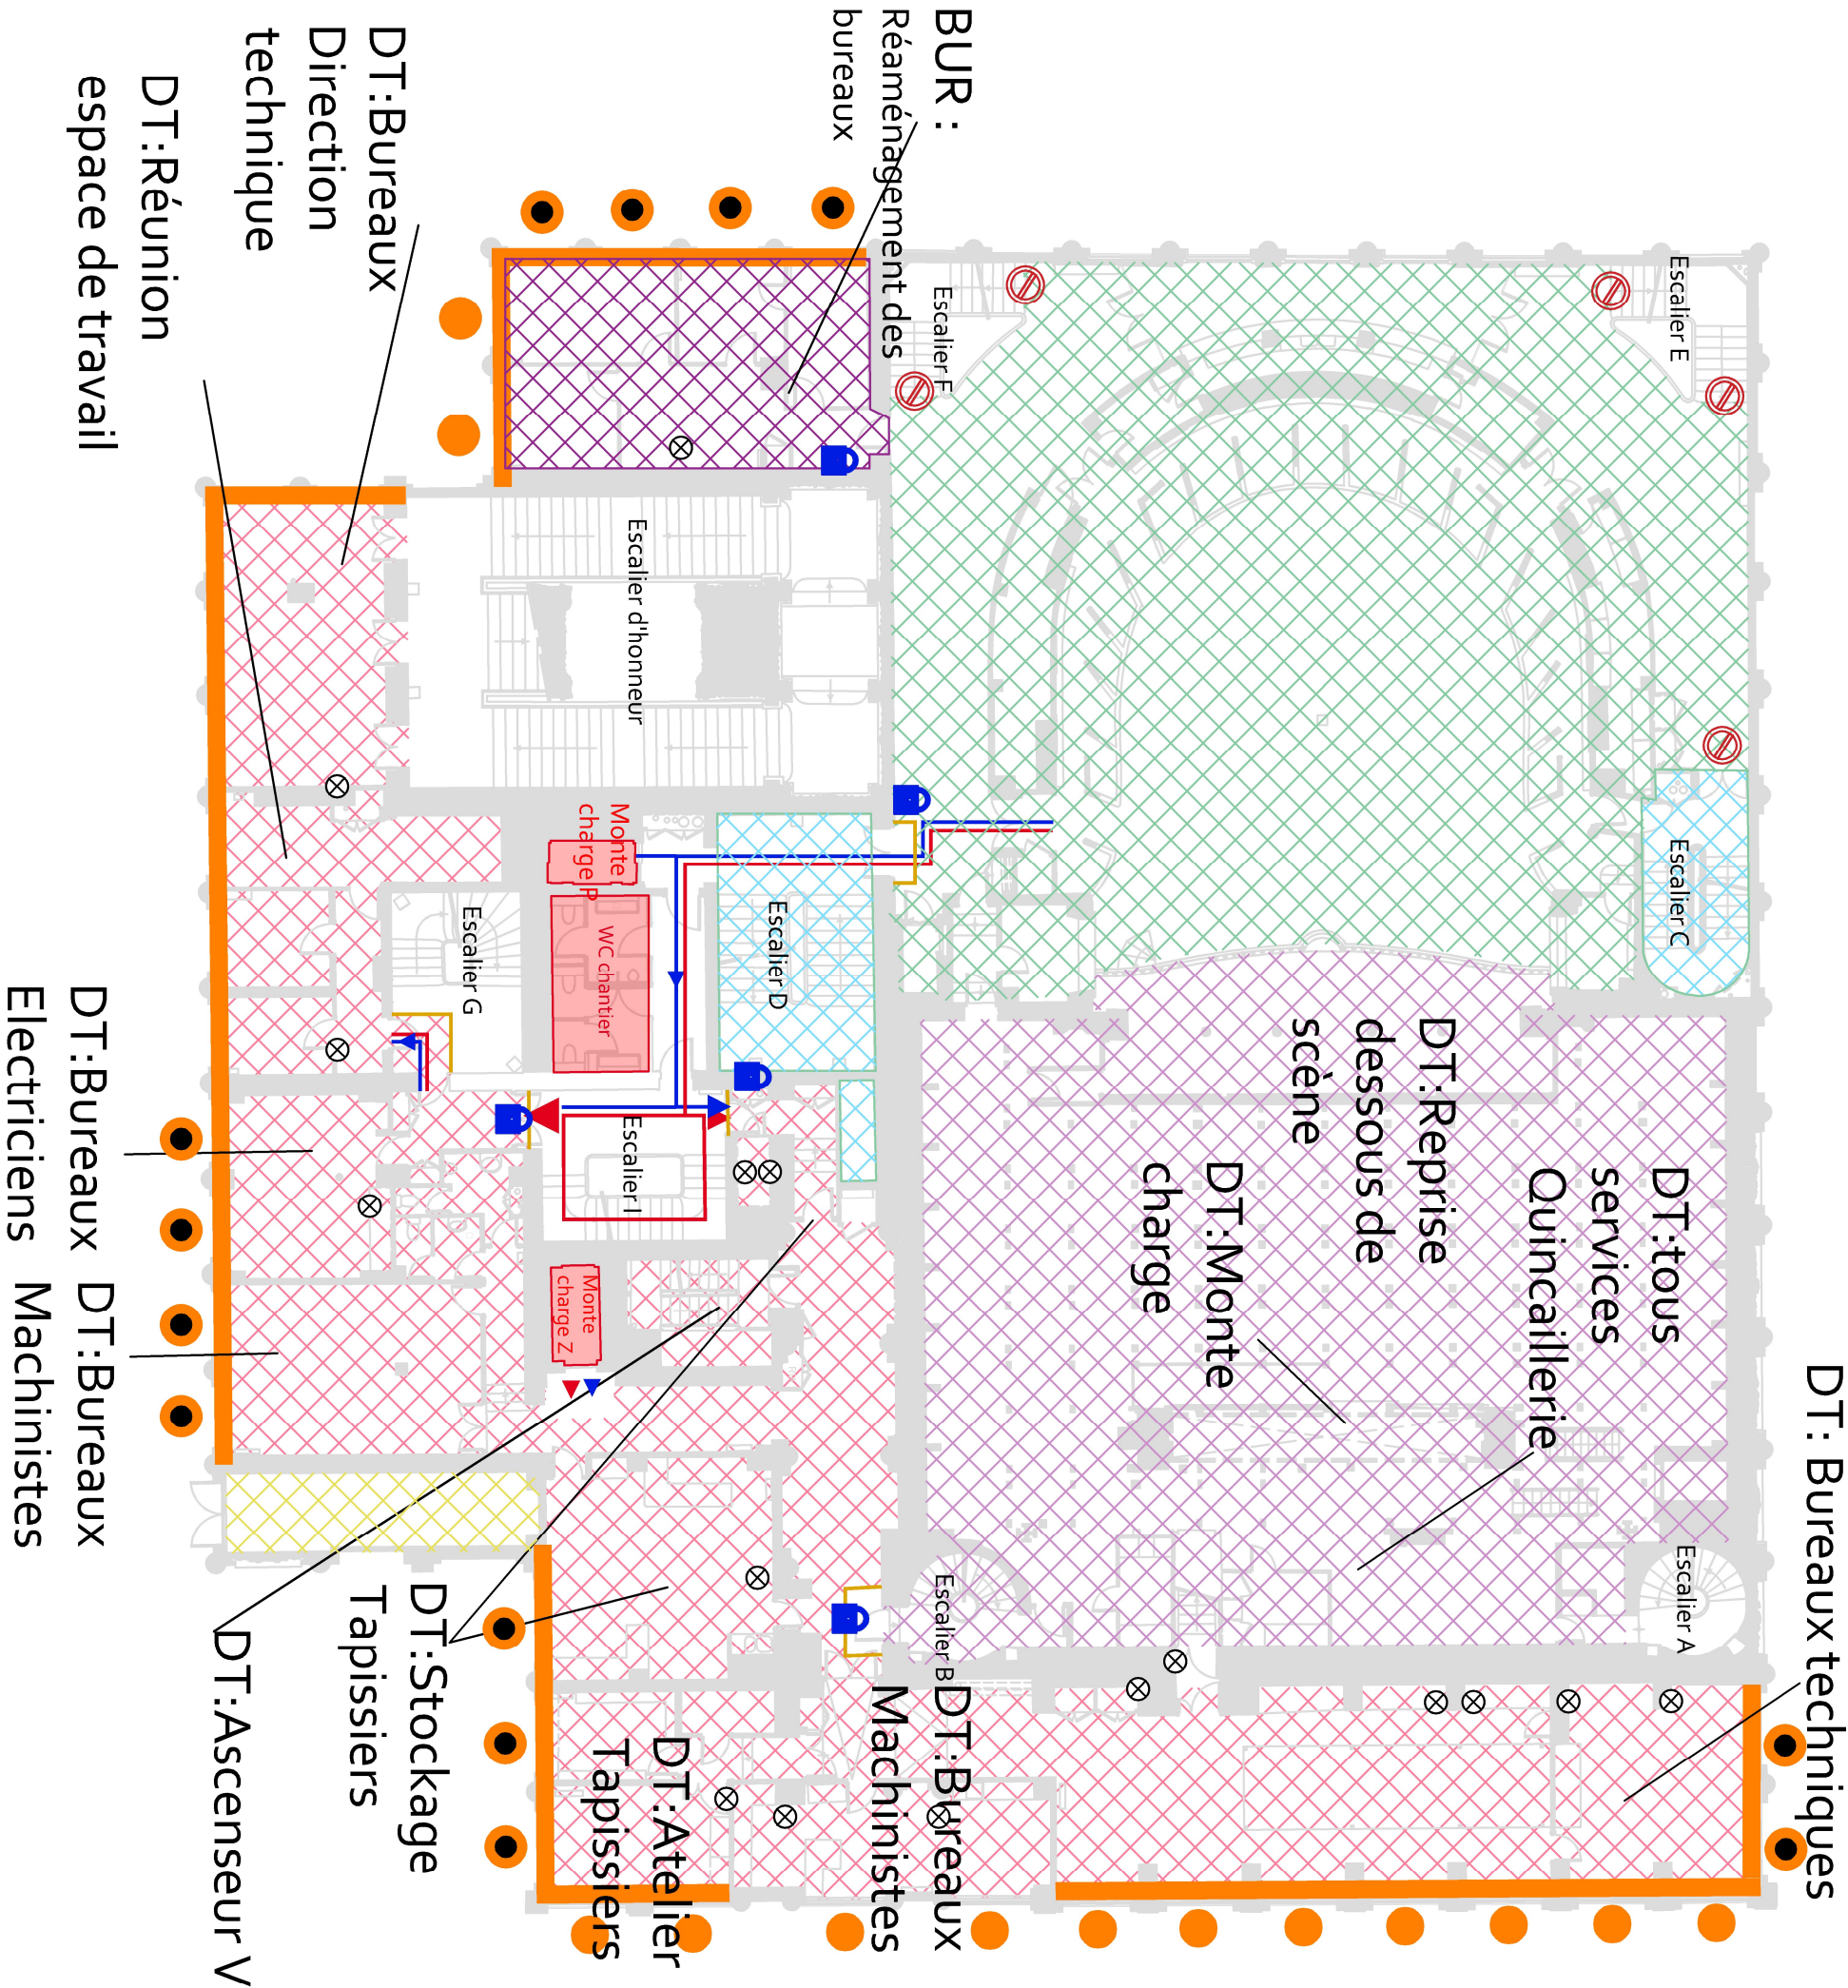 BUR :
Réaménagement des
bureaux
DT:Bureaux
Direction
technique
DT:Réunion
espace de travail
Escalier E
Escalier F
Escalier d'honneur
Monte
charge P
WC chantier
Escalier G
Escalier D
Escalier C
Escalier I
Monte
charge Z
DT:Bureaux
Electriciens
DT:Bureaux
Machinistes
DT:Reprise
dessous de
scène
DT:tous
services
Quincaillerie
DT:Monte
charge
DT: Bureaux techniques
Escalier A
Escalier B
DT:Bureaux
Machinistes
DT:Atelier
Tapissiers
DT:Stockage
Tapissiers
DT:Ascenseur V